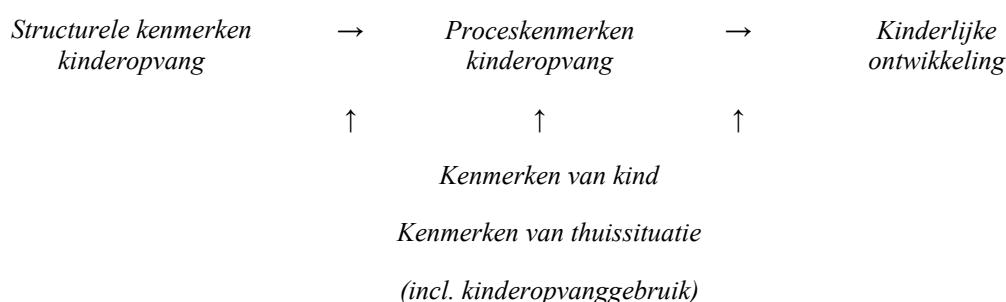 Structurele kenmerken → Proceskenmerken → Kinderlijke
kinderopvang kinderopvang ontwikkeling
↑ ↑ ↑
Kenmerken van kind
Kenmerken van thuissituatie
(incl. kinderopvanggebruik)